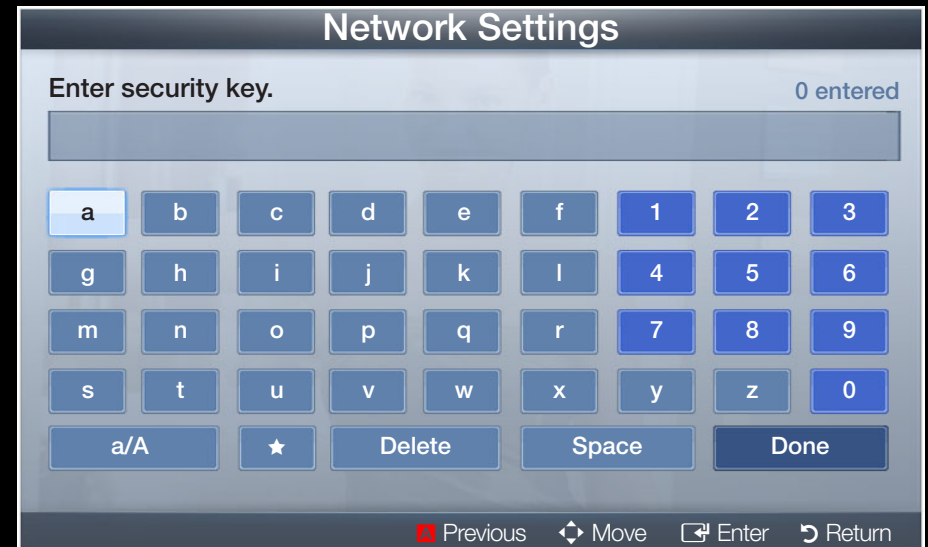 Network Settings
Enter security key. 0 entered
a b c d e f 1 2 3
g h i j k l 4 5 6
m n o p q r 7 8 9
s t u v w x y z 0
a/A ★ Delete Space Done
A Previous Move Enter Return